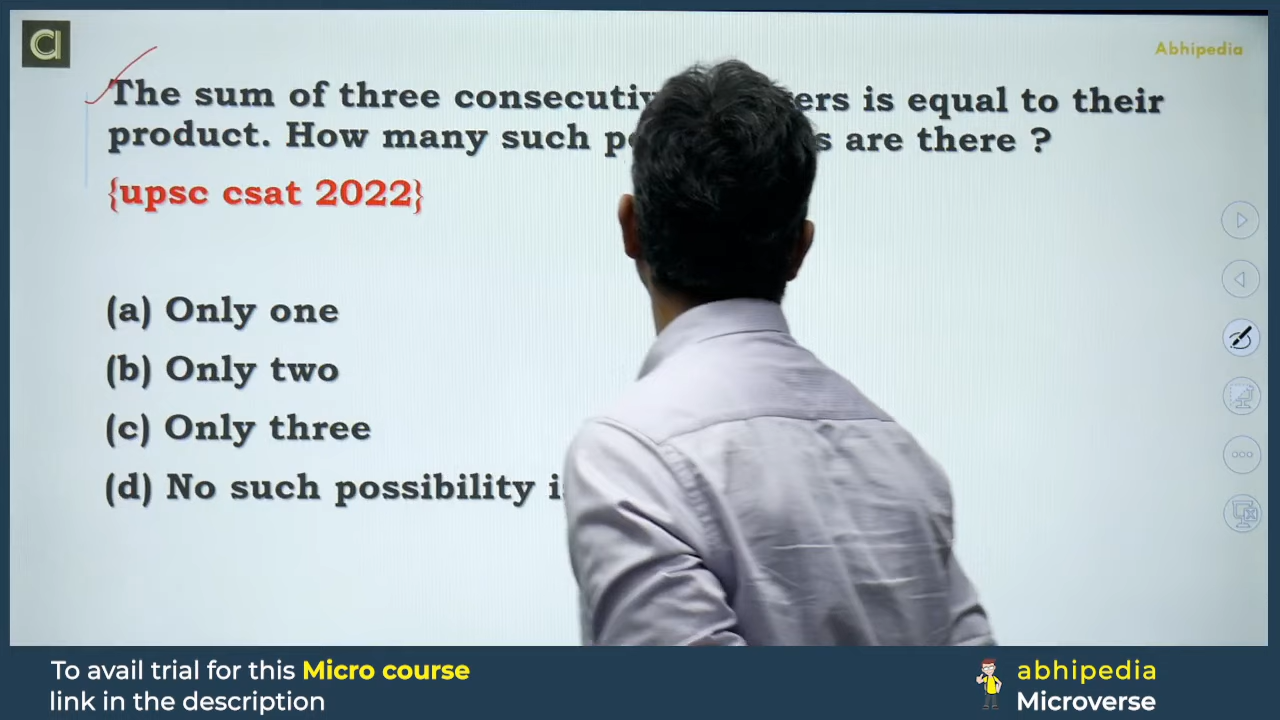 Abhipedia
The sum of three consecutiv ers is equal to their
product. How many such p s are there ?
{upsc csat 2022}
(a) Only one
(b) Only two
(c) Only three
(d) No such possibility i
To avail trial for this Micro course
link in the description
abhipedia
Microverse